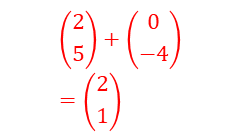 (2 5) + (0 −4)
= (2 1)